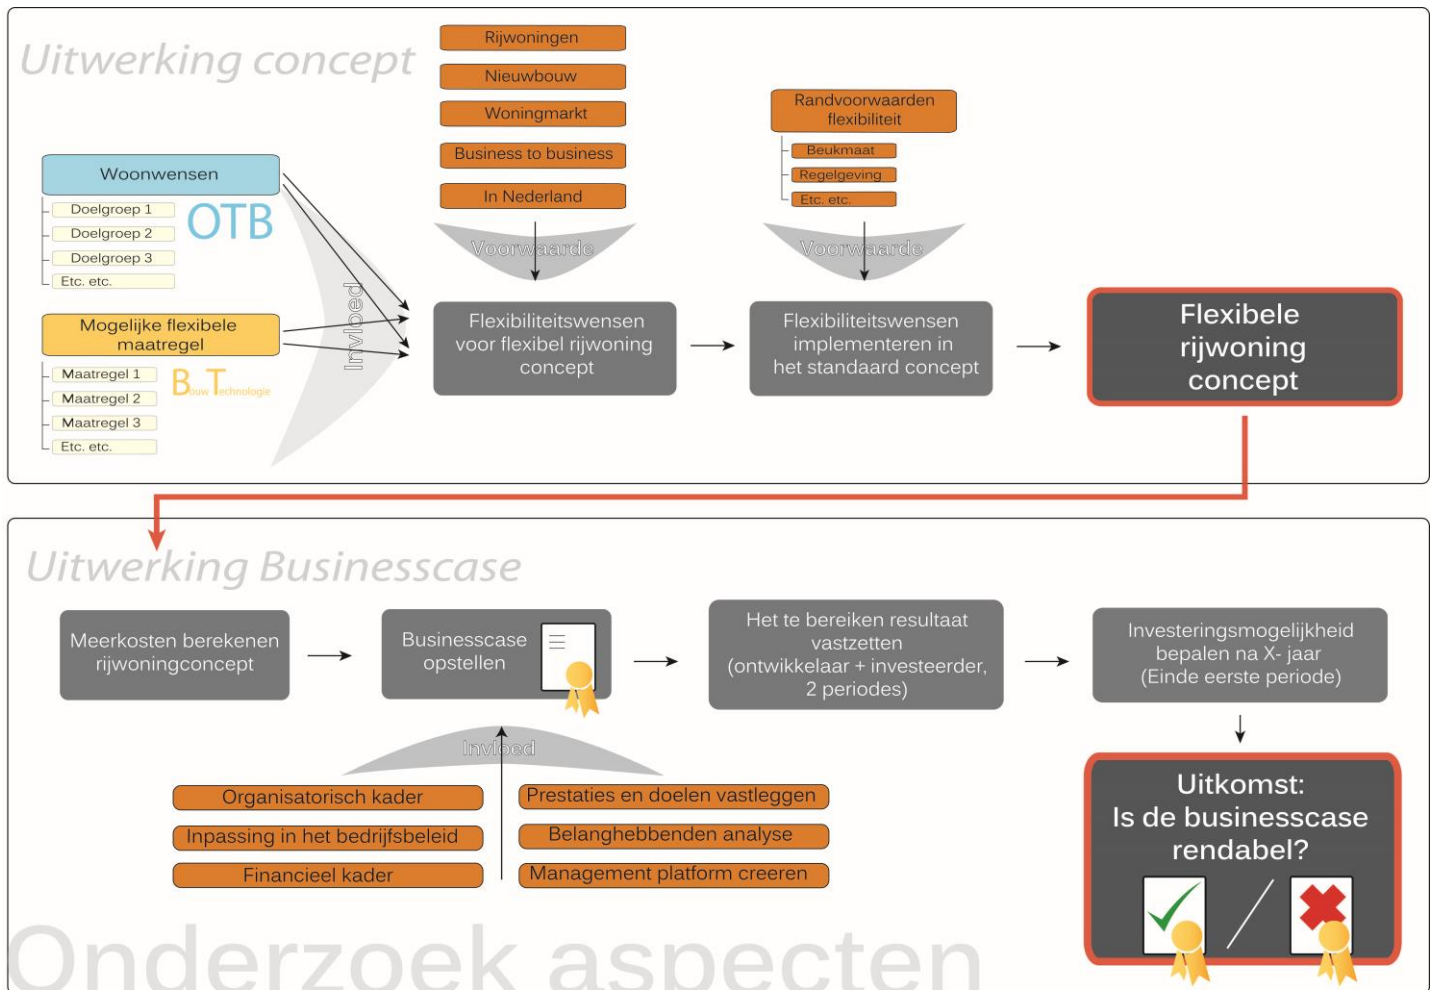 Uitwerking concept
Woonwensen
Doelgroep 1
Doelgroep 2
Doelgroep 3
Etc. etc.
OTB
Mogelijke flexibele
maatregel
Maatregel 1
Maatregel 2
Maatregel 3
Etc. etc.
Bouw Technologie
Invloed
Rijwoningen
Nieuwbouw
Woningmarkt
Business to business
In Nederland
Voorwaarde
Flexibiliteitswensen
voor flexibel rijwoning
concept
Randvoorwaarden
flexibiliteit
Beukmaat
Regelgeving
Etc. etc.
Voorwaarde
Flexibiliteitswensen
implementeren in
het standaard concept
Flexibele
rijwoning
concept
Uitwerking Businesscase
Meerkosten berekenen
rijwoningconcept
Businesscase
opstellen
Het te bereiken resultaat
vastzetten
(ontwikkelaar + investeerder,
2 periodes)
Investeringsmogelijkheid
bepalen na X- jaar
(Einde eerste periode)
Invloed
Organisatorisch kader
Inpassing in het bedrijfsbeleid
Financieel kader
Prestaties en doelen vastleggen
Belanghebbenden analyse
Management platform creeren
Uitkomst:
Is de businesscase
rendabel?
Onderzoek aspecten